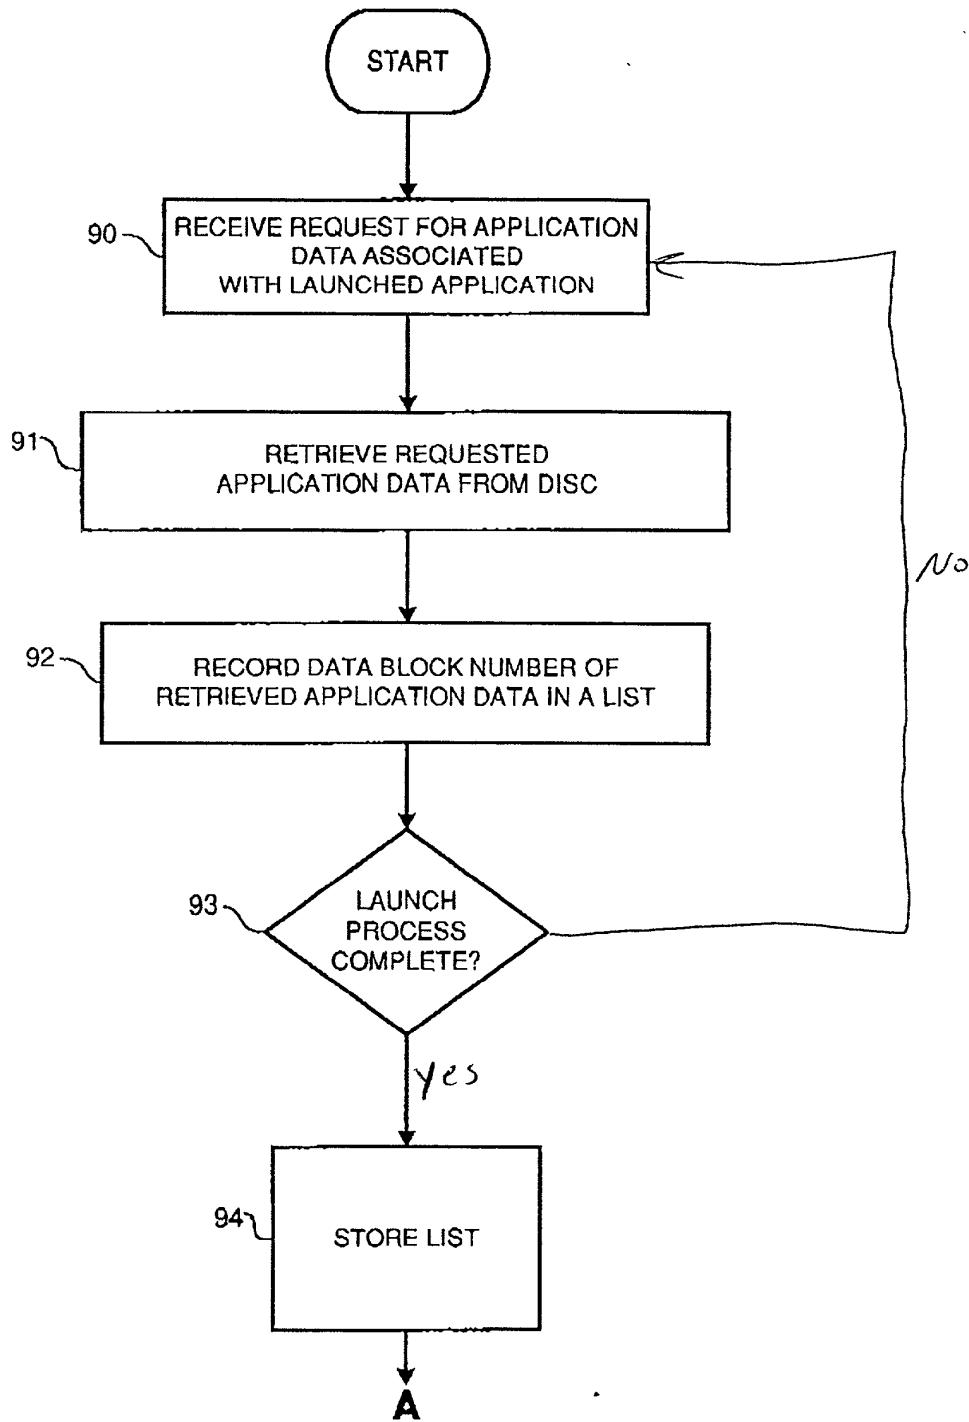 START
90
RECEIVE REQUEST FOR APPLICATION
DATA ASSOCIATED
WITH LAUNCHED APPLICATION
91
RETRIEVE REQUESTED
APPLICATION DATA FROM DISC
No
92
RECORD DATA BLOCK NUMBER OF
RETRIEVED APPLICATION DATA IN A LIST
93
LAUNCH
PROCESS
COMPLETE?
yes
94
STORE LIST
A